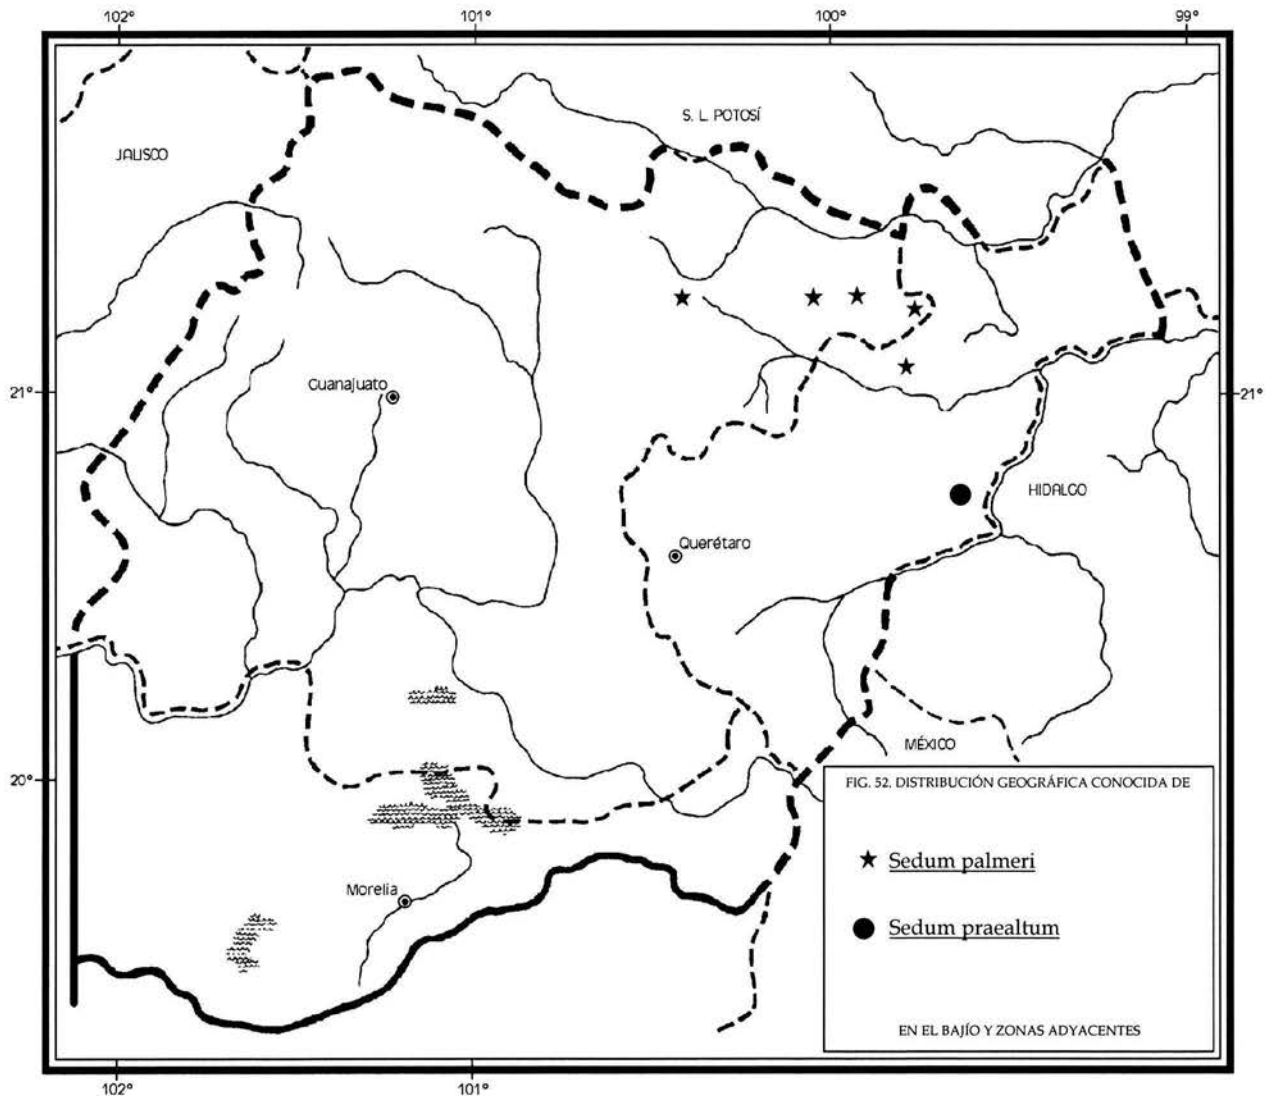 102°
101°
100°
99°
S. L. POTOSÍ
JALISCO
Guanajuato
21°
21°
HIDALGO
Querétaro
MÉXICO
20°
FIG. 52. DISTRIBUCIÓN GEOGRÁFICA CONOCIDA DE
Sedum palmeri
Morelia
Sedum praealtum
EN EL BAJÍO Y ZONAS ADYACENTES
102°
101°